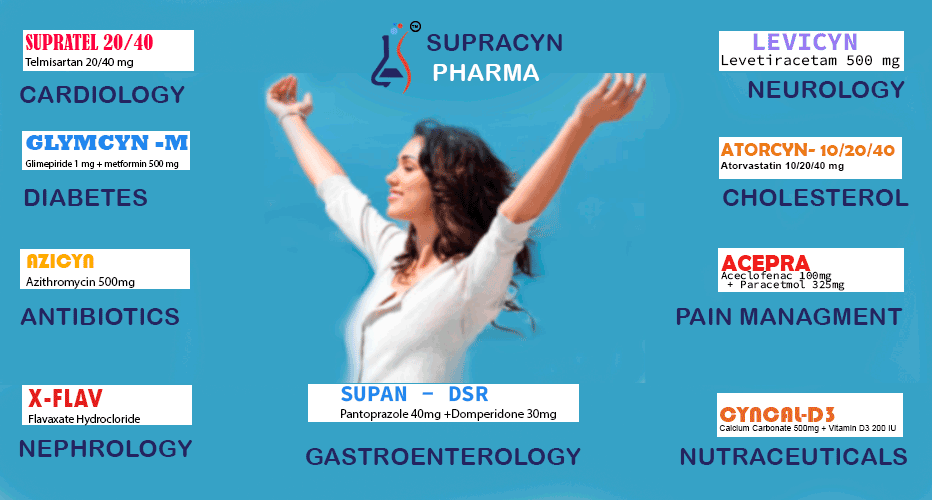 SUPRACYN
TM
PHARMA
SUPRATEL 20/40
Telmisartan 20/40 mg
CARDIOLOGY
GLYMCYN -M
Glimepiride 1 mg + metformin 500 mg
DIABETES
AZICYN
Azithromycin 500mg
ANTIBIOTICS
X-FLAV
Flavaxate Hydrocloride
NEPHROLOGY
SUPAN - DSR
Pantoprazole 40mg +Domperidone 30mg
GASTROENTEROLOGY
LEVICYN
Levetiracetam 500 mg
NEUROLOGY
ATORCYN- 10/20/40
Atorvastatin 10/20/40 mg
CHOLESTEROL
ACEPRA
Aceclofenac 100mg
+ Paracetmol 325mg
PAIN MANAGMENT
CYNCAL-D3
Calcium Carbonate 500mg + Vitamin D3 200 IU
NUTRACEUTICALS